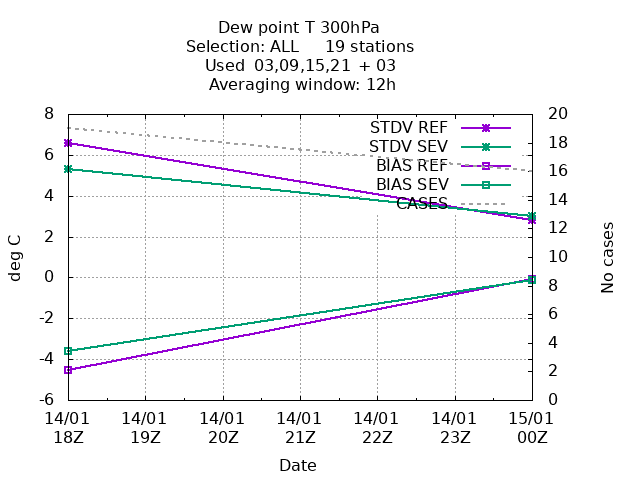 Dew point T 300hPa
Selection: ALL 19 stations
Used 03,09,15,21 + 03
Averaging window: 12h
8
6
4
2
0
-2
-4
-6
deg C
20
18
16
14
12
10
8
6
4
2
0
No cases
STDV REF
STDV SEV
BIAS REF
BIAS SEV
CASES
14/01 14/01 14/01 14/01 14/01 14/01 15/01
18Z 19Z 20Z 21Z 22Z 23Z 00Z
Date